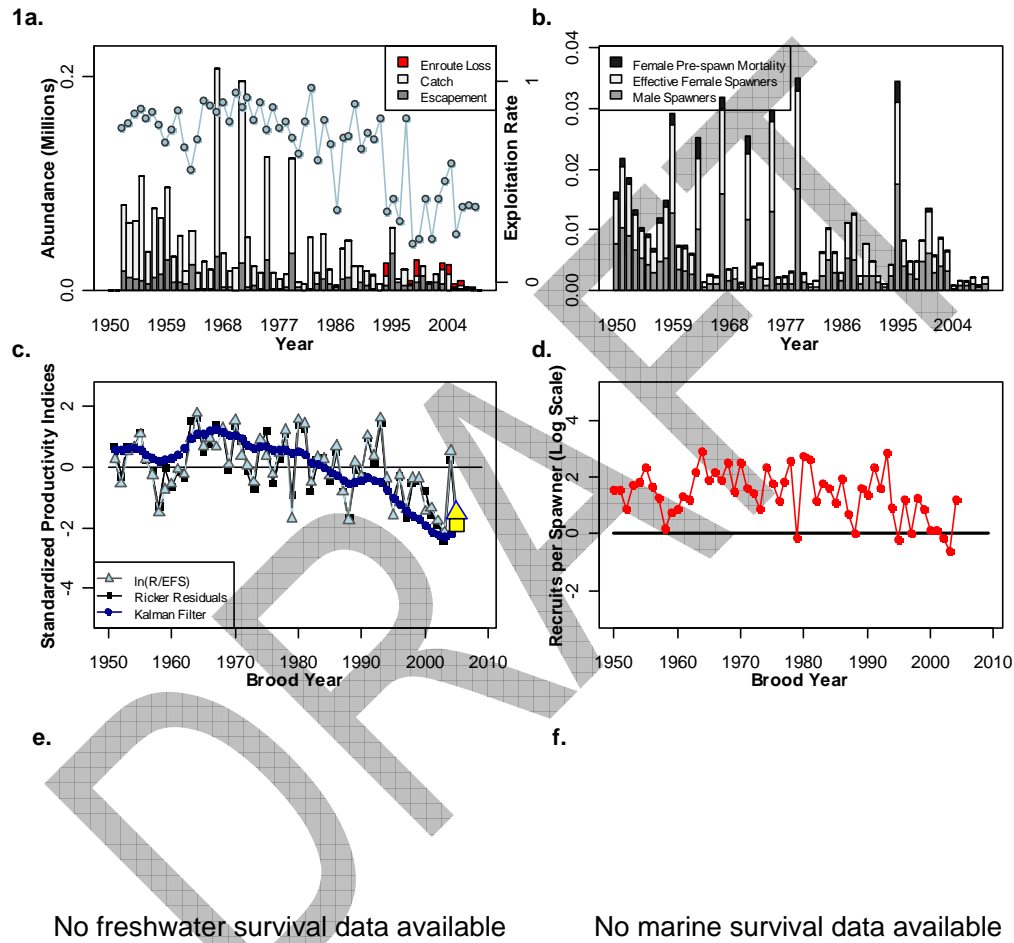 1a.
Abundance (Millions)
0.2
0.0
Enroute Loss
Catch
Escapement
1
0
Exploitation Rate
1950 1959 1968 1977 1986 1995 2004
Year
b.
0.04
0.03
0.02
0.01
0.00
Female Pre-spawn Mortality
Effective Female Spawners
Male Spawners
1950 1959 1968 1977 1986 1995 2004
Year
c.
Standardized Productivity Indices
2
0
-2
-4
ln(R/EFS)
Ricker Residuals
Kalman Filter
1950 1960 1970 1980 1990 2000 2010
Brood Year
d.
Recruits per Spawner (Log Scale)
4
2
0
-2
1950 1960 1970 1980 1990 2000 2010
Brood Year
e.
No freshwater survival data available
f.
No marine survival data available
DRAFT